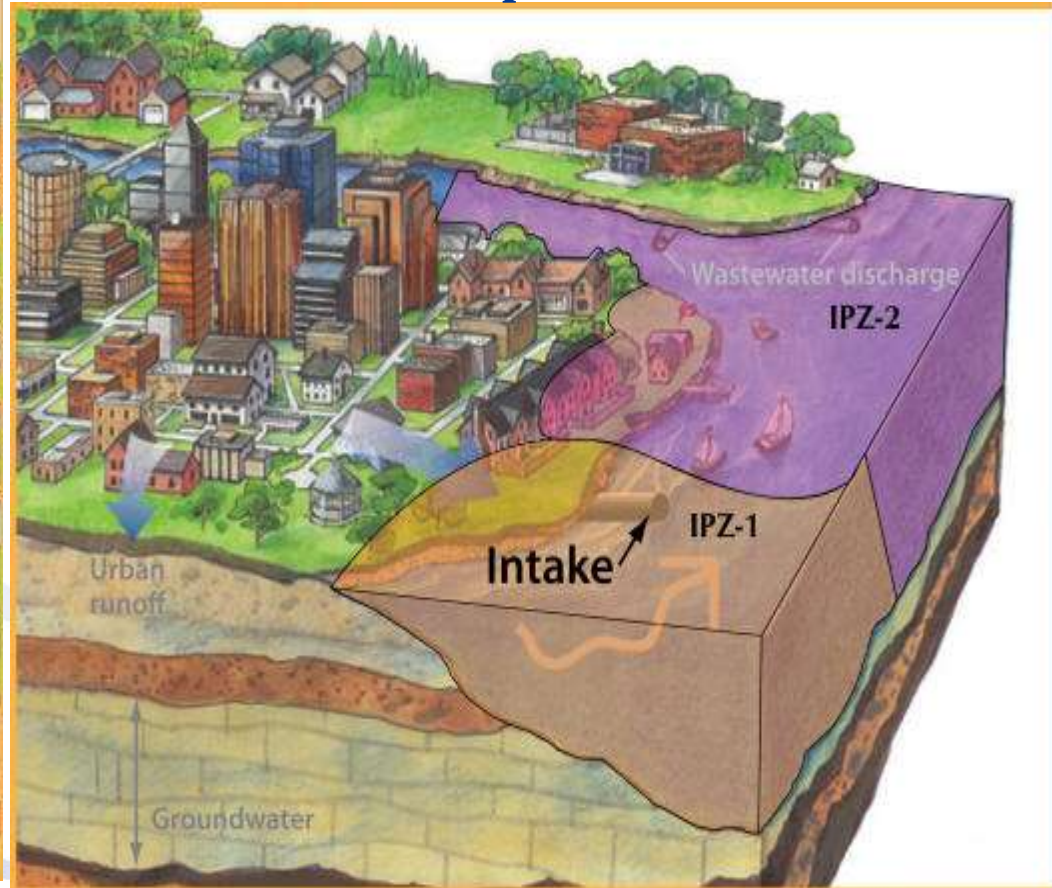 Wastewater discharge
IPZ-2
IPZ-1
Intake
Urban
runoff
Groundwater